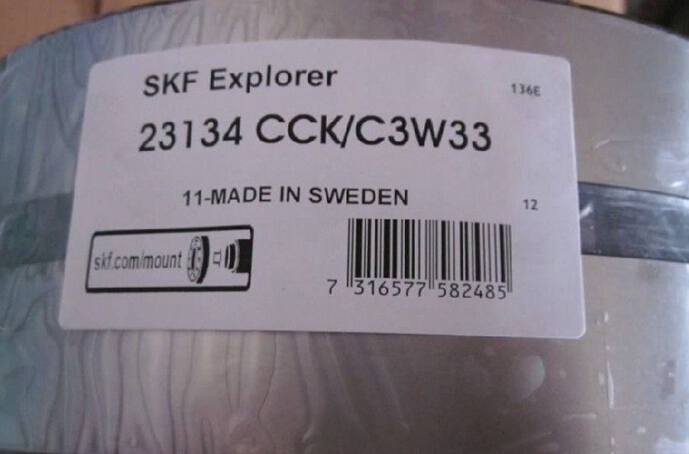 SKF Explorer
136E
23134 CCK/C3W33
11-MADE IN SWEDEN
12
skf.com/mount
7 316577 582485